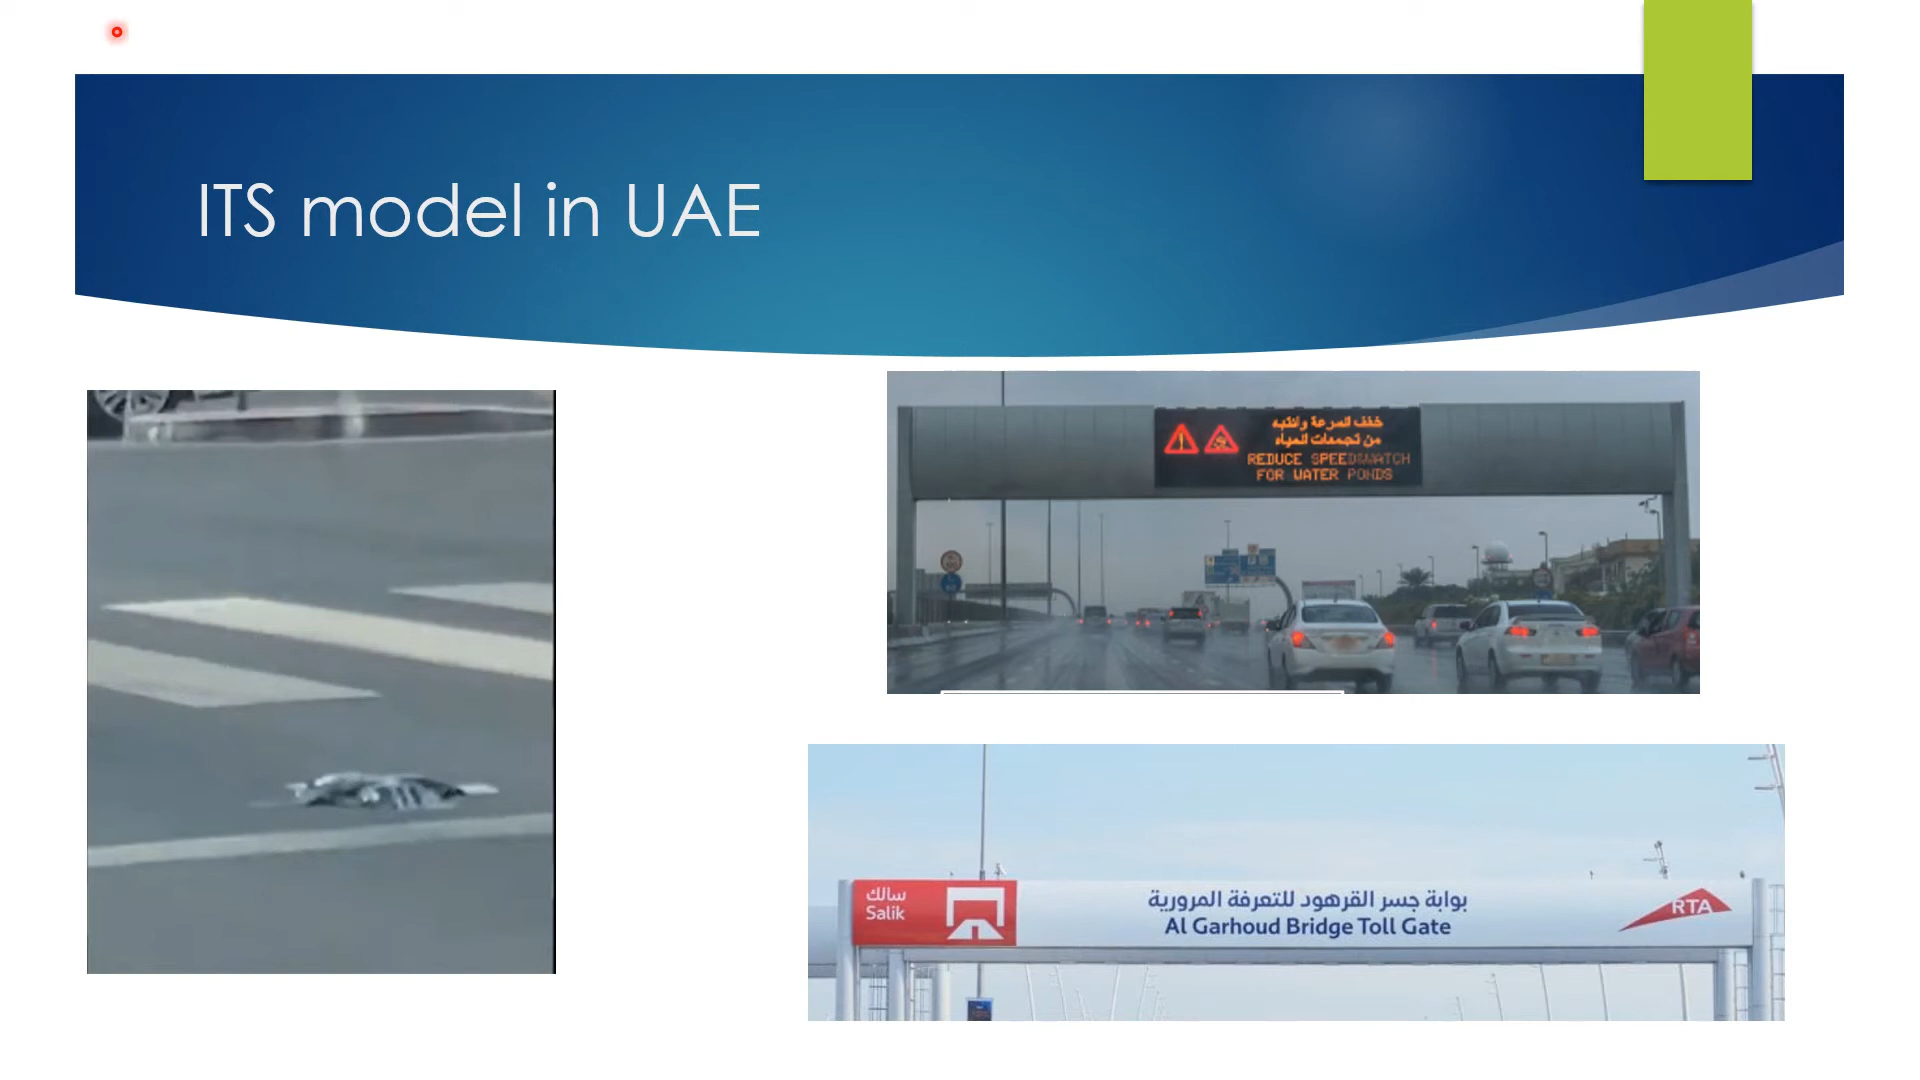 ITS model in UAE
خفف السرعة وانتبه
من تجمعات المياه
REDUCE SPEED&WATCH
FOR WATER PONDS
سالك
Salik
بوابة جسر القرهود للتعرفة المرورية
Al Garhoud Bridge Toll Gate
RTA